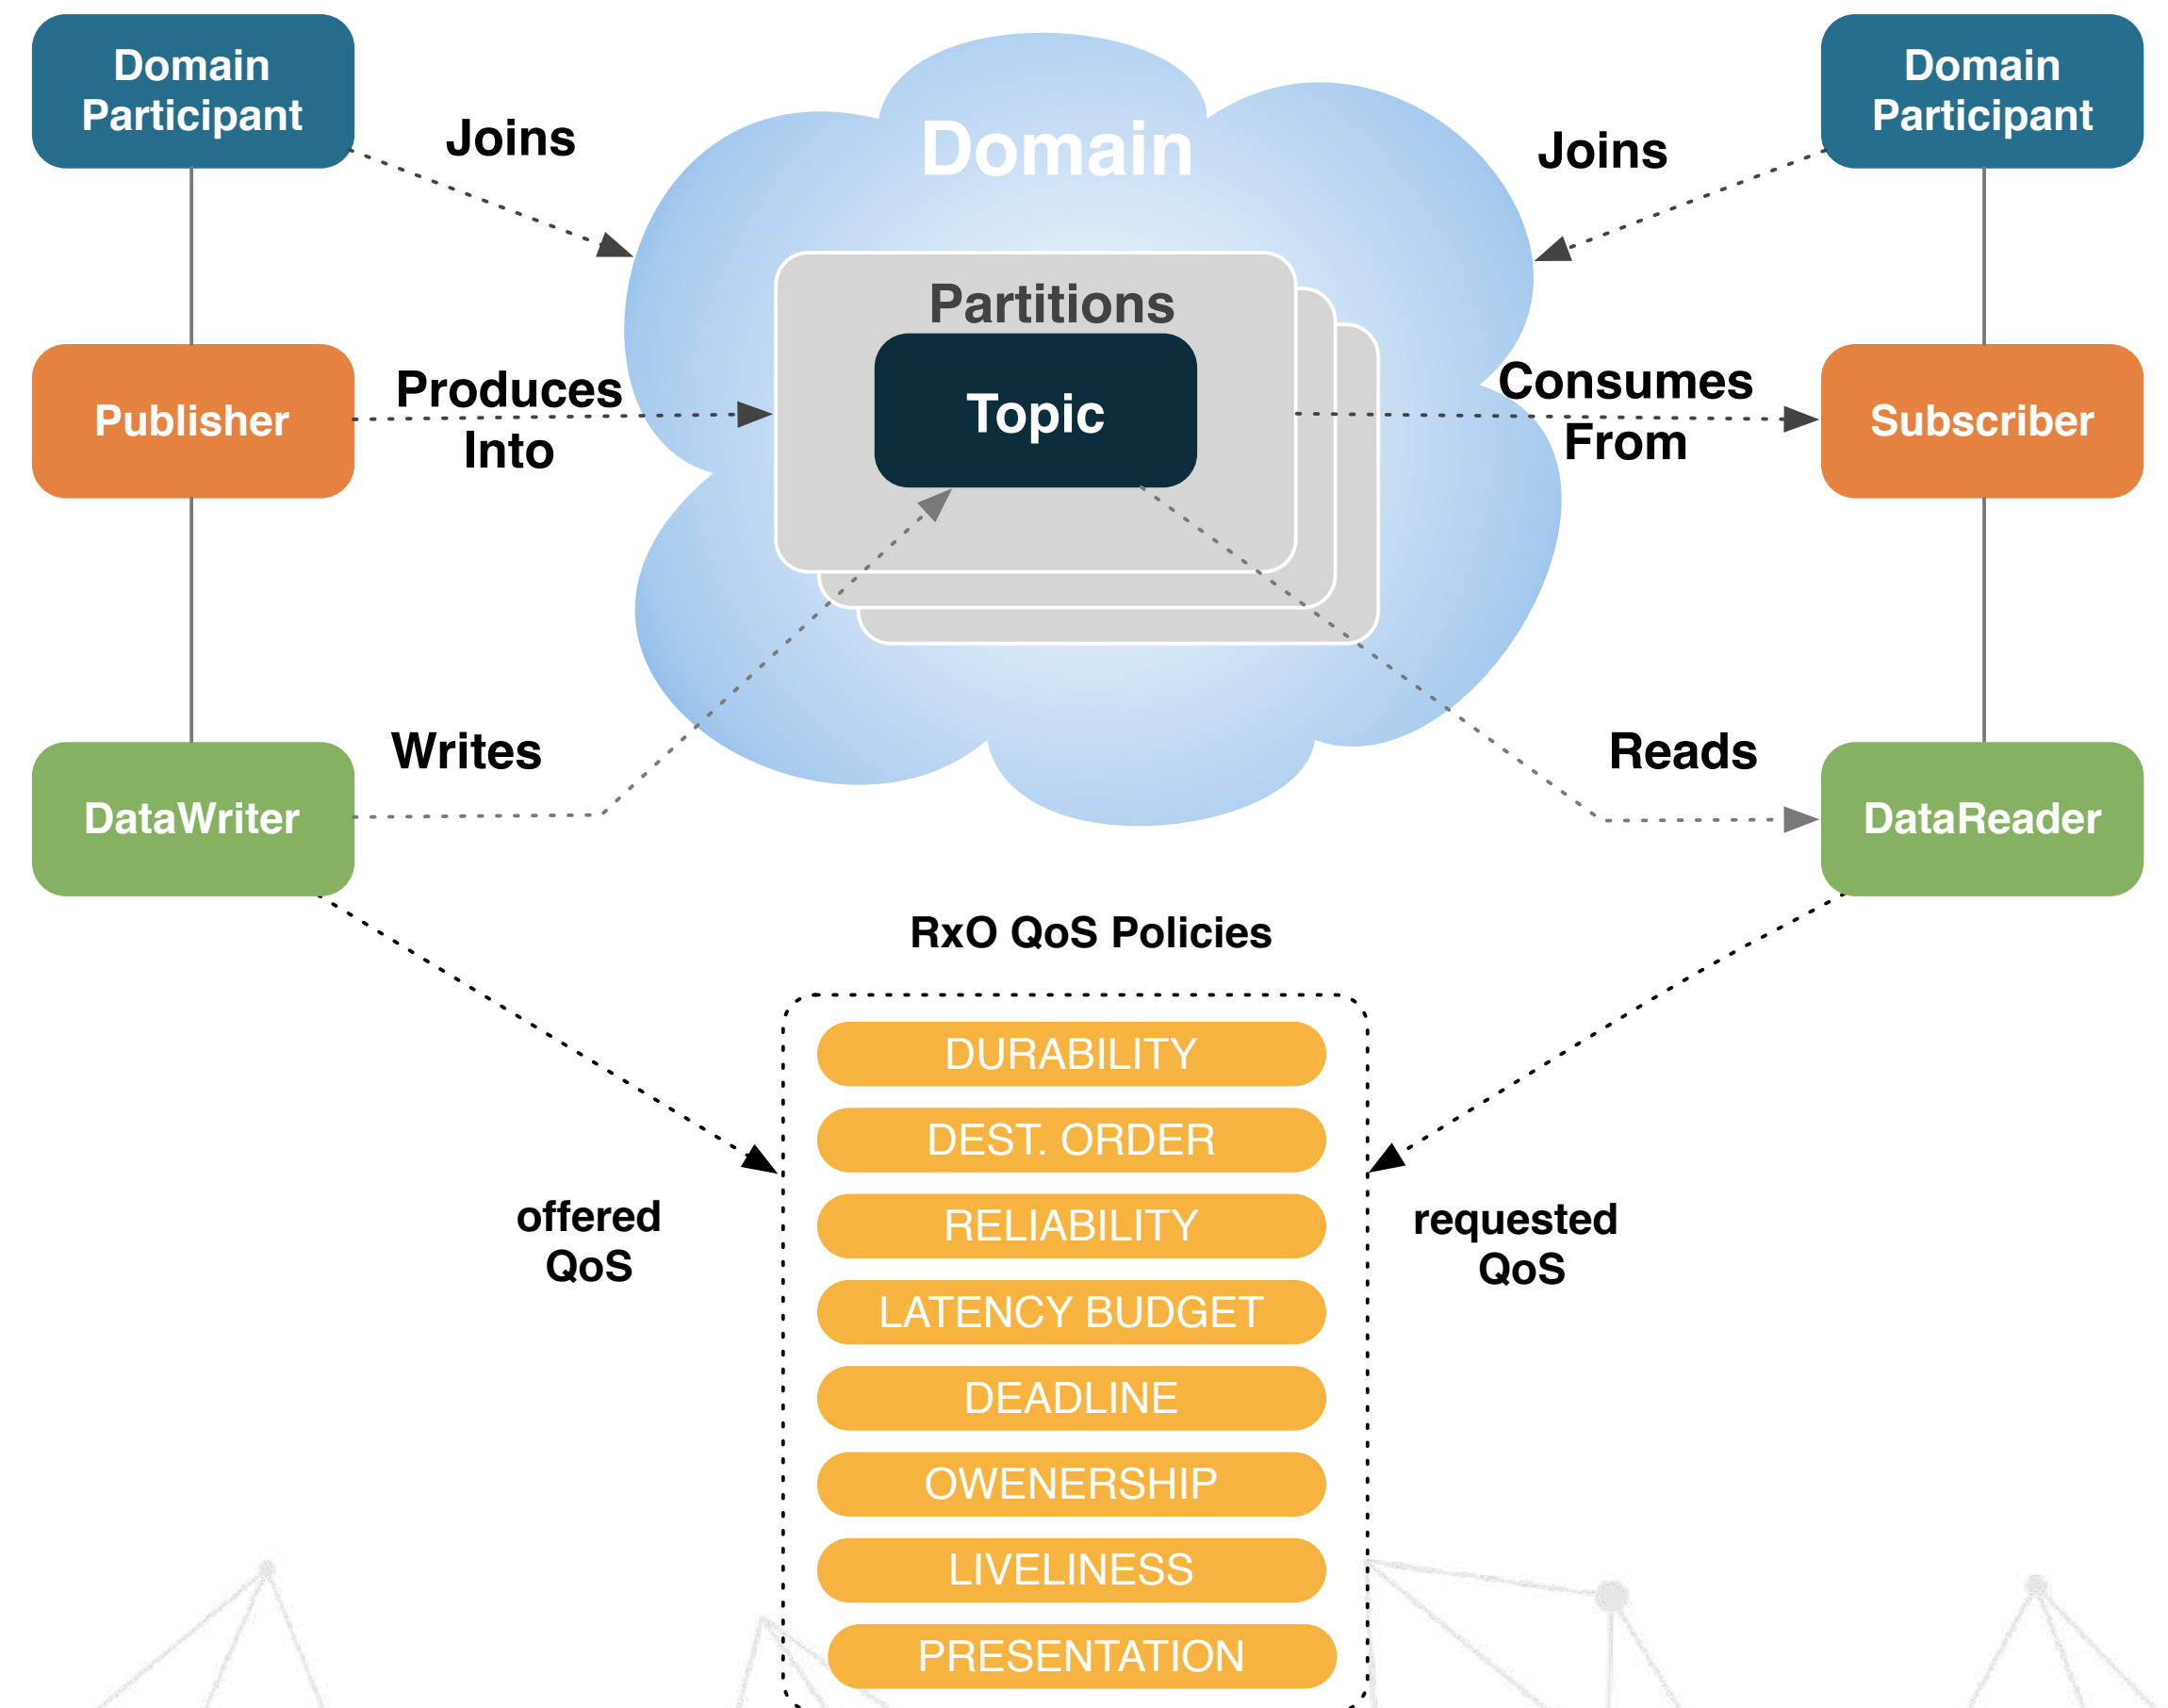 Domain
Participant
Joins
Domain
Joins
Domain
Participant
Partitions
Publisher
Produces
Into
Topic
Consumes
From
Subscriber
Writes
Reads
DataWriter
DataReader
RxO QoS Policies
DURABILITY
DEST. ORDER
RELIABILITY
offered
QoS
requested
QoS
LATENCY BUDGET
DEADLINE
OWENERSHIP
LIVELINESS
PRESENTATION